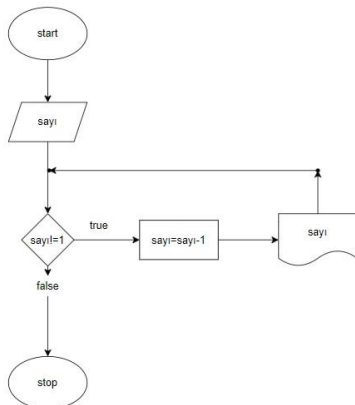 start
sayı
true
sayı!=1
sayı=sayı-1
sayı
false
stop